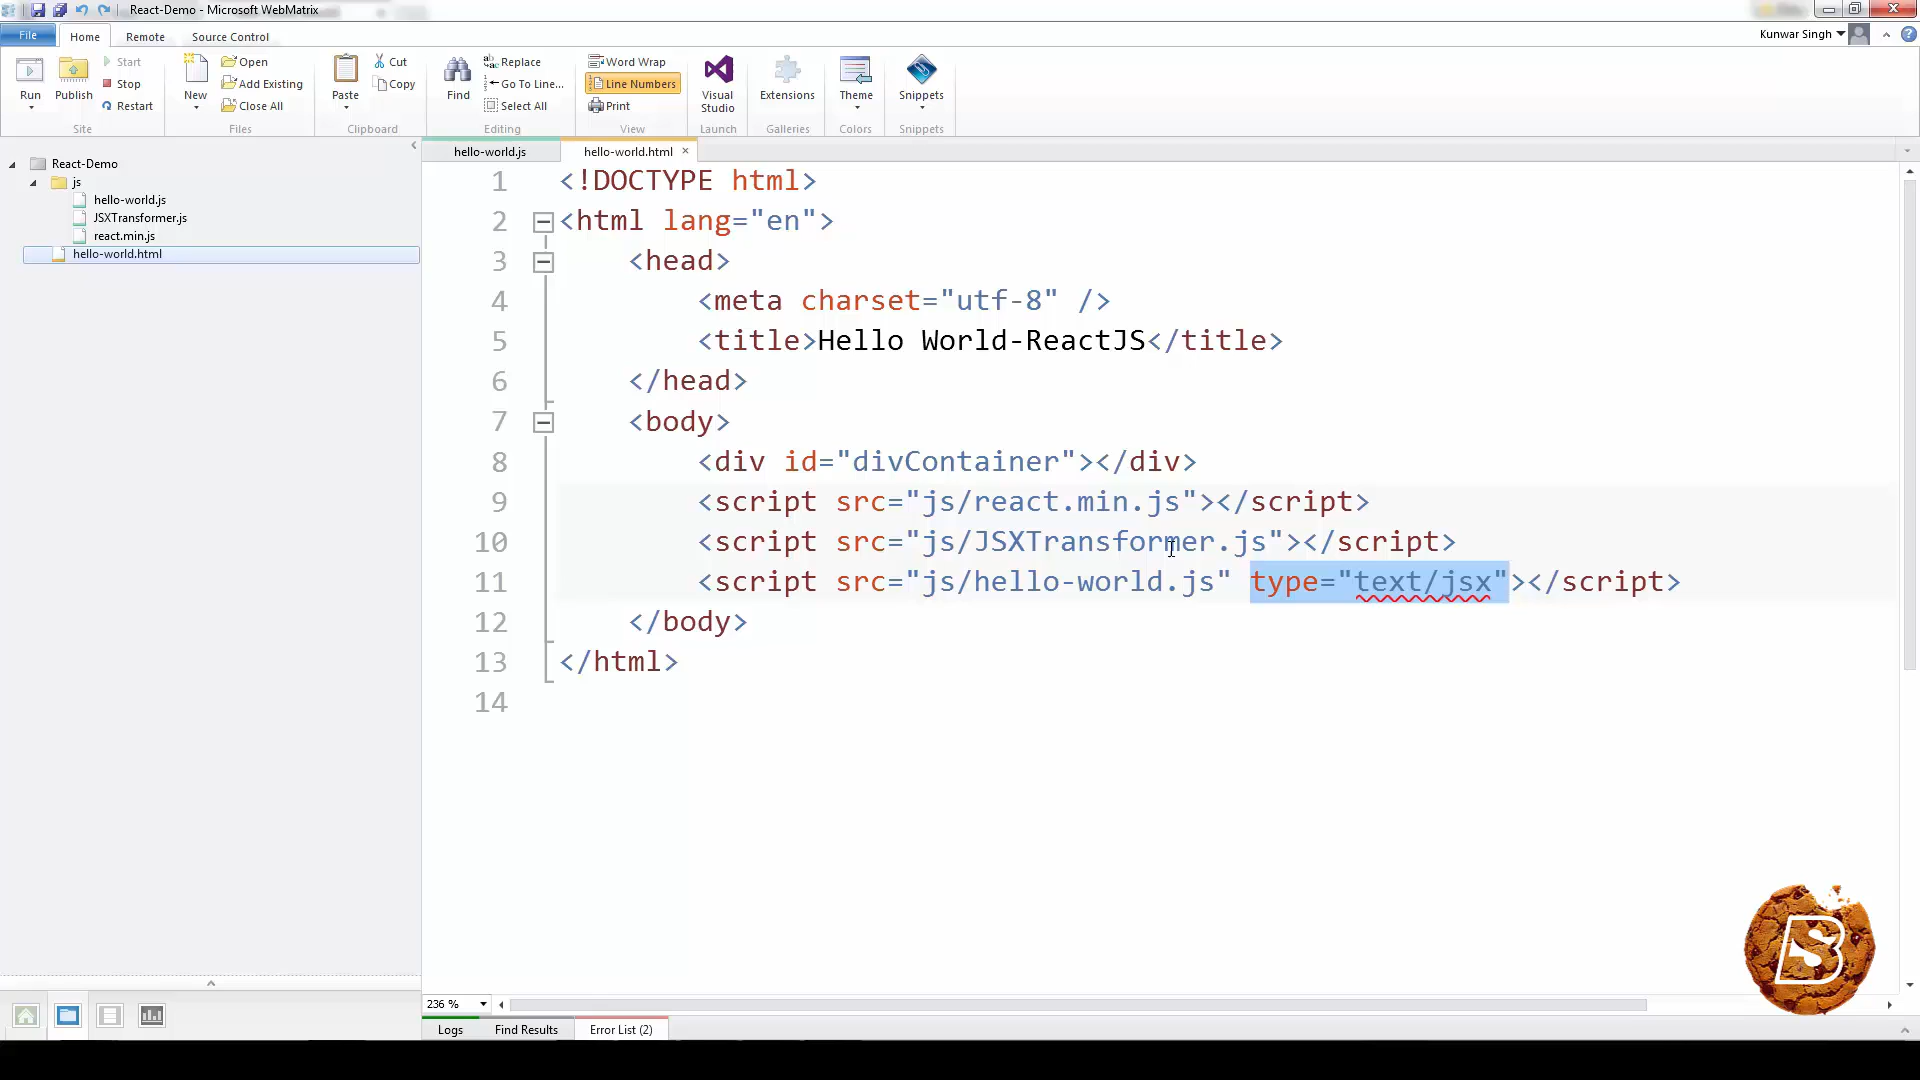 React-Demo - Microsoft WebMatrix
File
Home
Remote
Source Control
Kunwar Singh
Run
Publish
Start
Stop
Restart
Site
New
Open
Add Existing
Close All
Files
Paste
Cut
Copy
Clipboard
Find
Replace
Go To Line...
Select All
Editing
Word Wrap
Line Numbers
Print
View
Visual
Studio
Launch
Extensions
Galleries
Theme
Colors
Snippets
Snippets
React-Demo
js
hello-world.js
JSXTransformer.js
react.min.js
hello-world.html
hello-world.js
hello-world.html
1 <!DOCTYPE html>
2 <html lang="en">
3 <head>
4 <meta charset="utf-8" />
5 <title>Hello World-ReactJS</title>
6 </head>
7 <body>
8 <div id="divContainer"></div>
9 <script src="js/react.min.js"></script>
10 <script src="js/JSXTransformer.js"></script>
11 <script src="js/hello-world.js" type="text/jsx"></script>
12 </body>
13 </html>
14
236 %
Logs
Find Results
Error List (2)